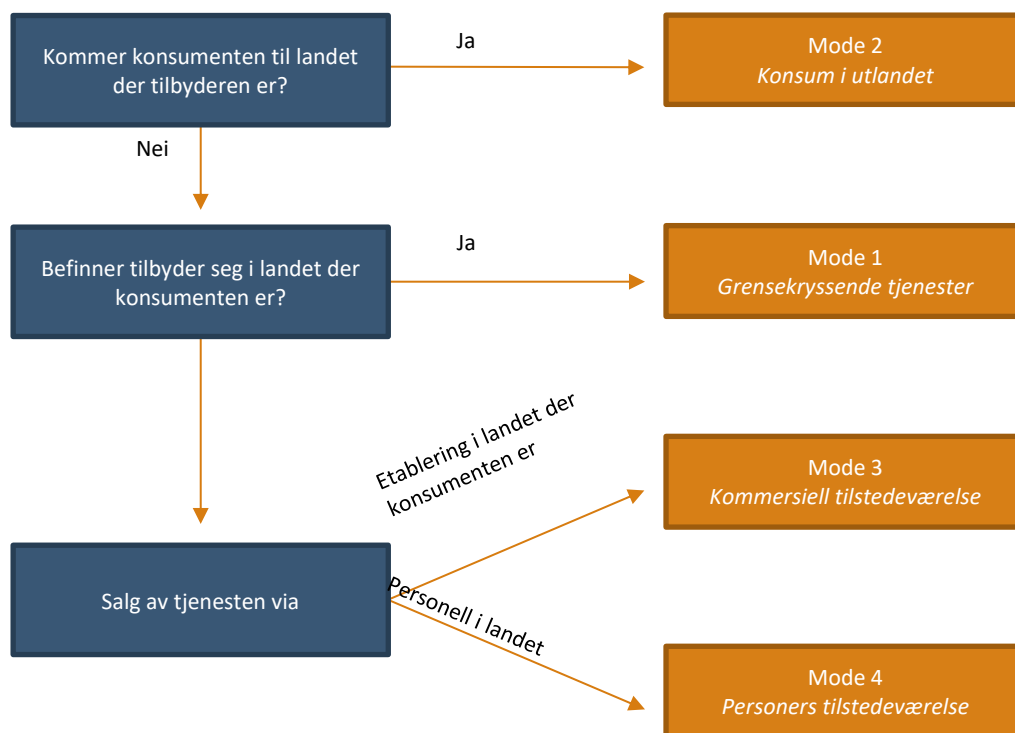 Kommer konsumenten til landet
der tilbyderen er?
Ja
Mode 2
Konsum i utlandet
Nei
Befinner tilbyder seg i landet der
konsumenten er?
Ja
Mode 1
Grensekryssende tjenester
Etablering i landet der
konsumenten er
Mode 3
Kommersiell tilstedeværelse
Salg av tjenesten via
Personell i landet
Mode 4
Personers tilstedeværelse